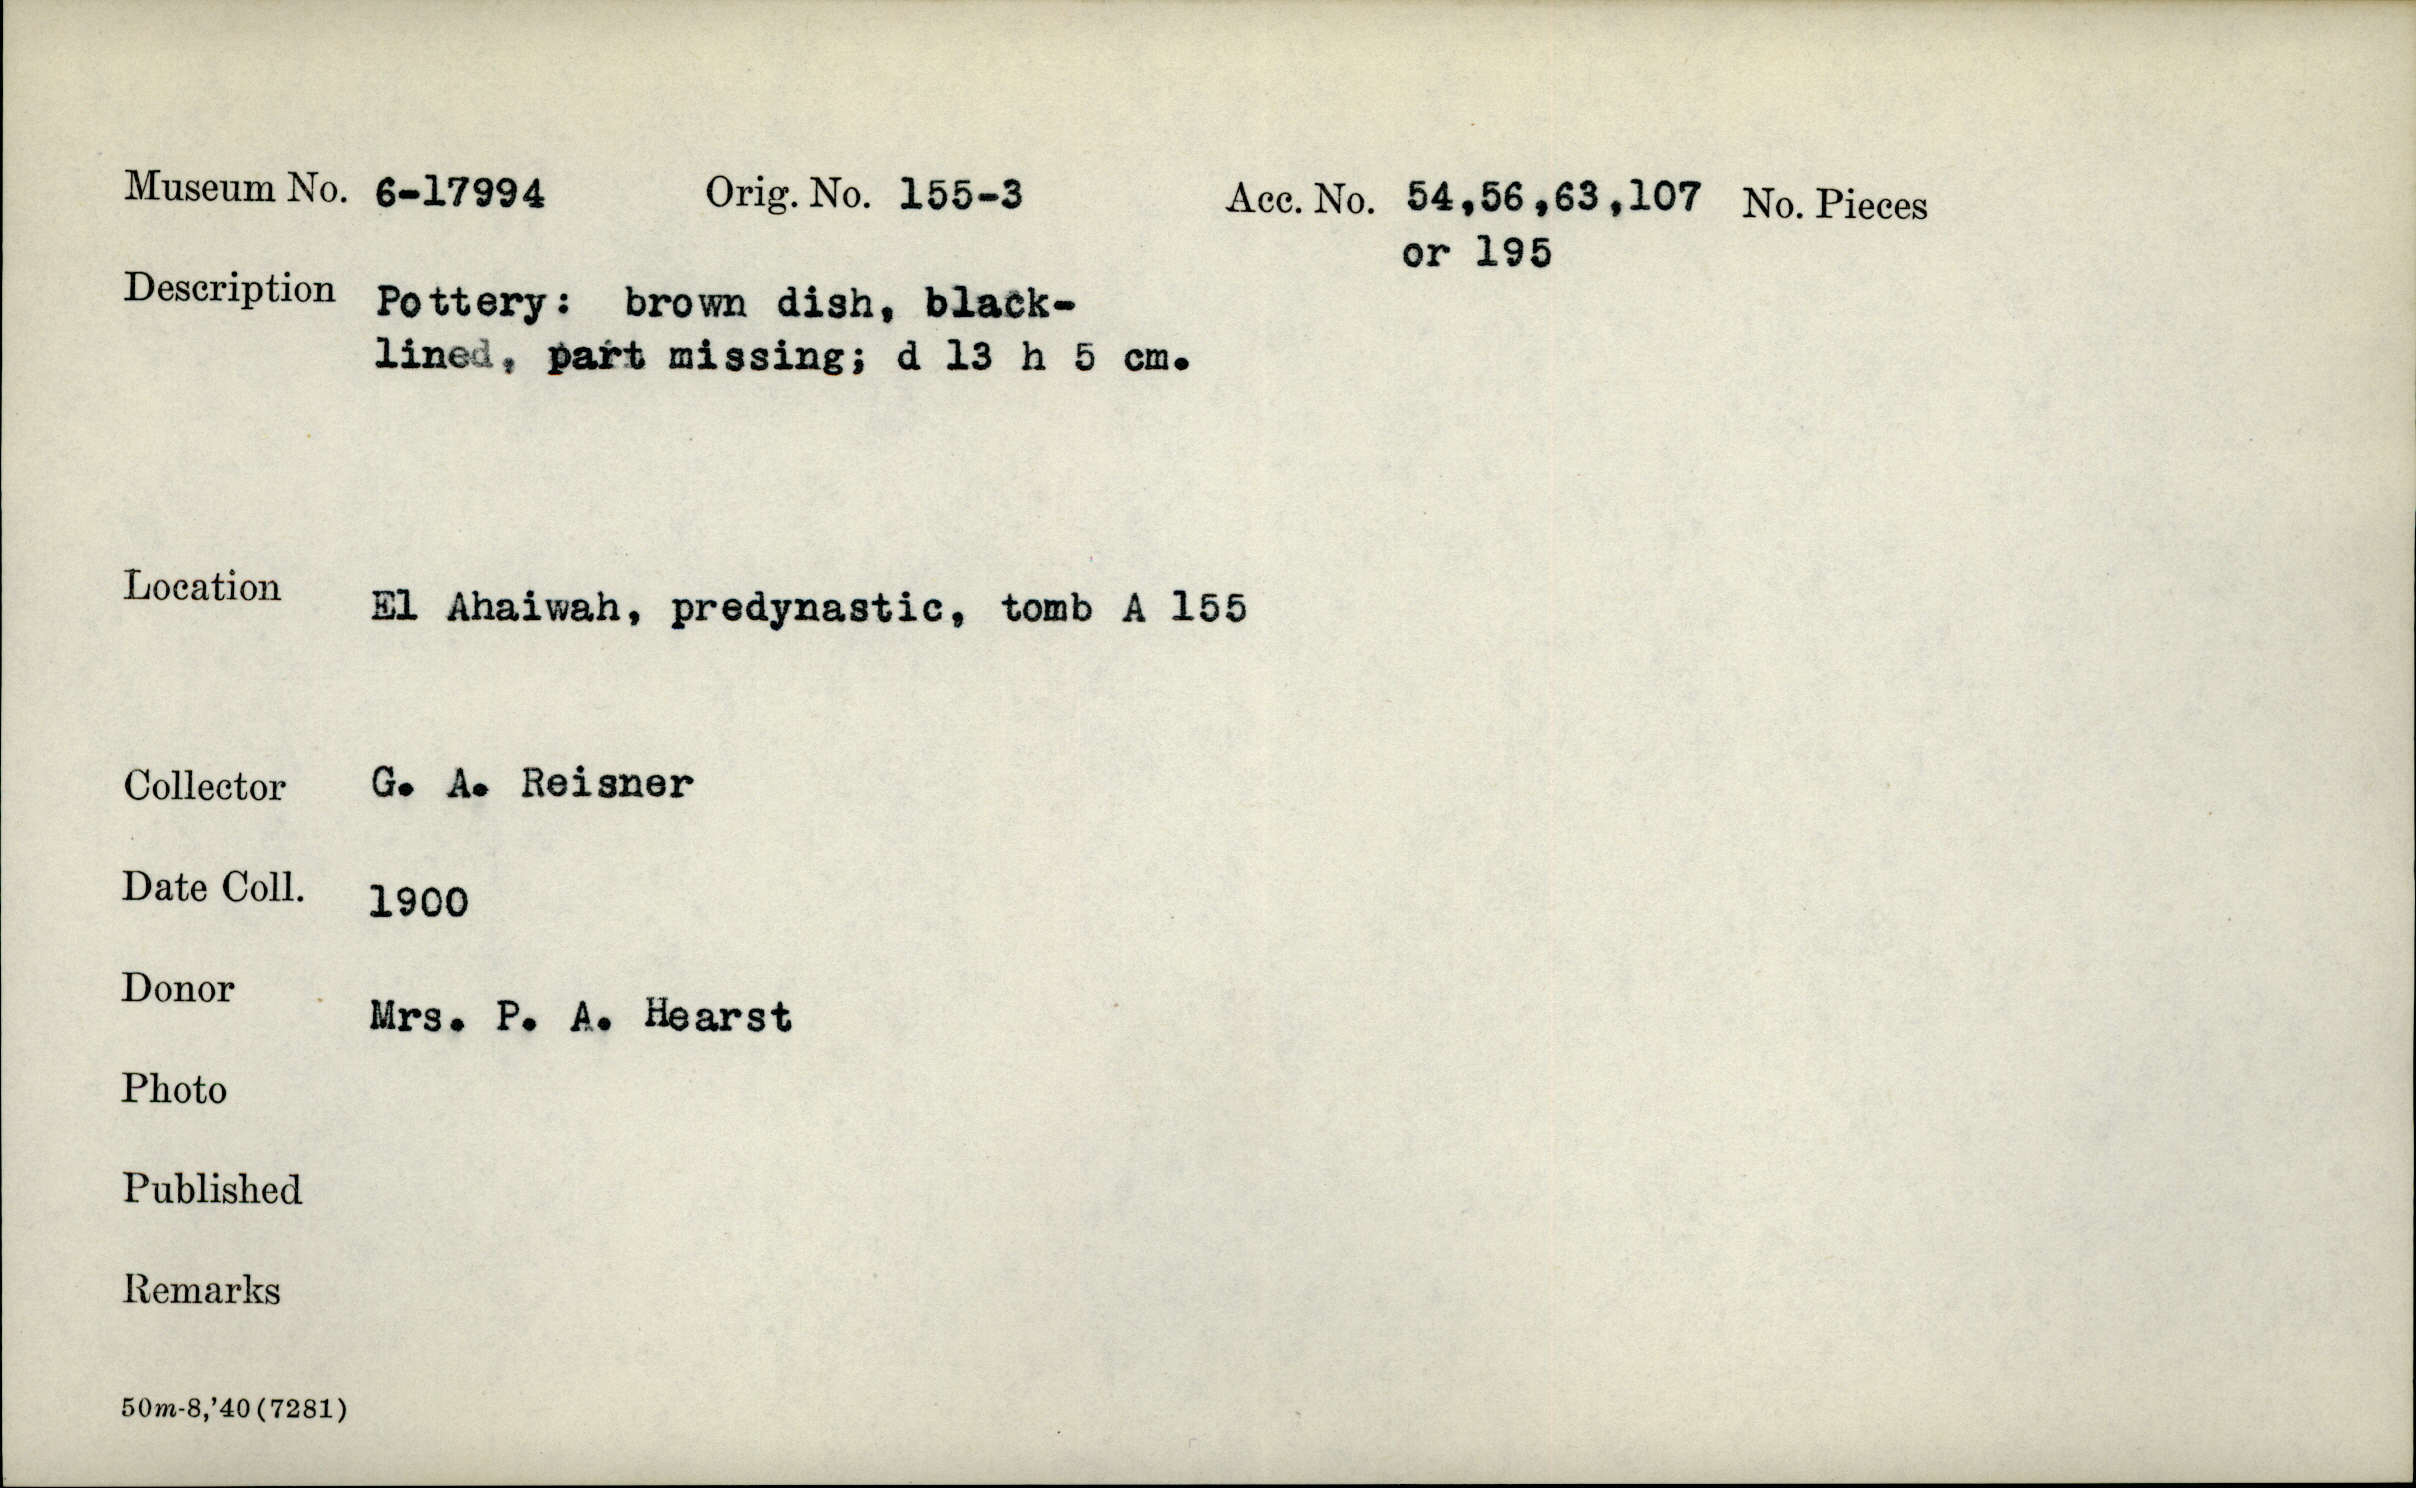 Museum No. 6-17994 Orig. No. 155-3 Acc. No. 54,56,63,107 No. Pieces
or 195
Description Pottery: brown dish, black-
lined, part missing; d 13 h 5 cm.
Location El Ahaiwah, predynastic, tomb A 155
Collector G. A. Reisner
Date Coll. 1900
Donor Mrs. P. A. Hearst
Photo
Published
Remarks
50m-8,'40(7281)